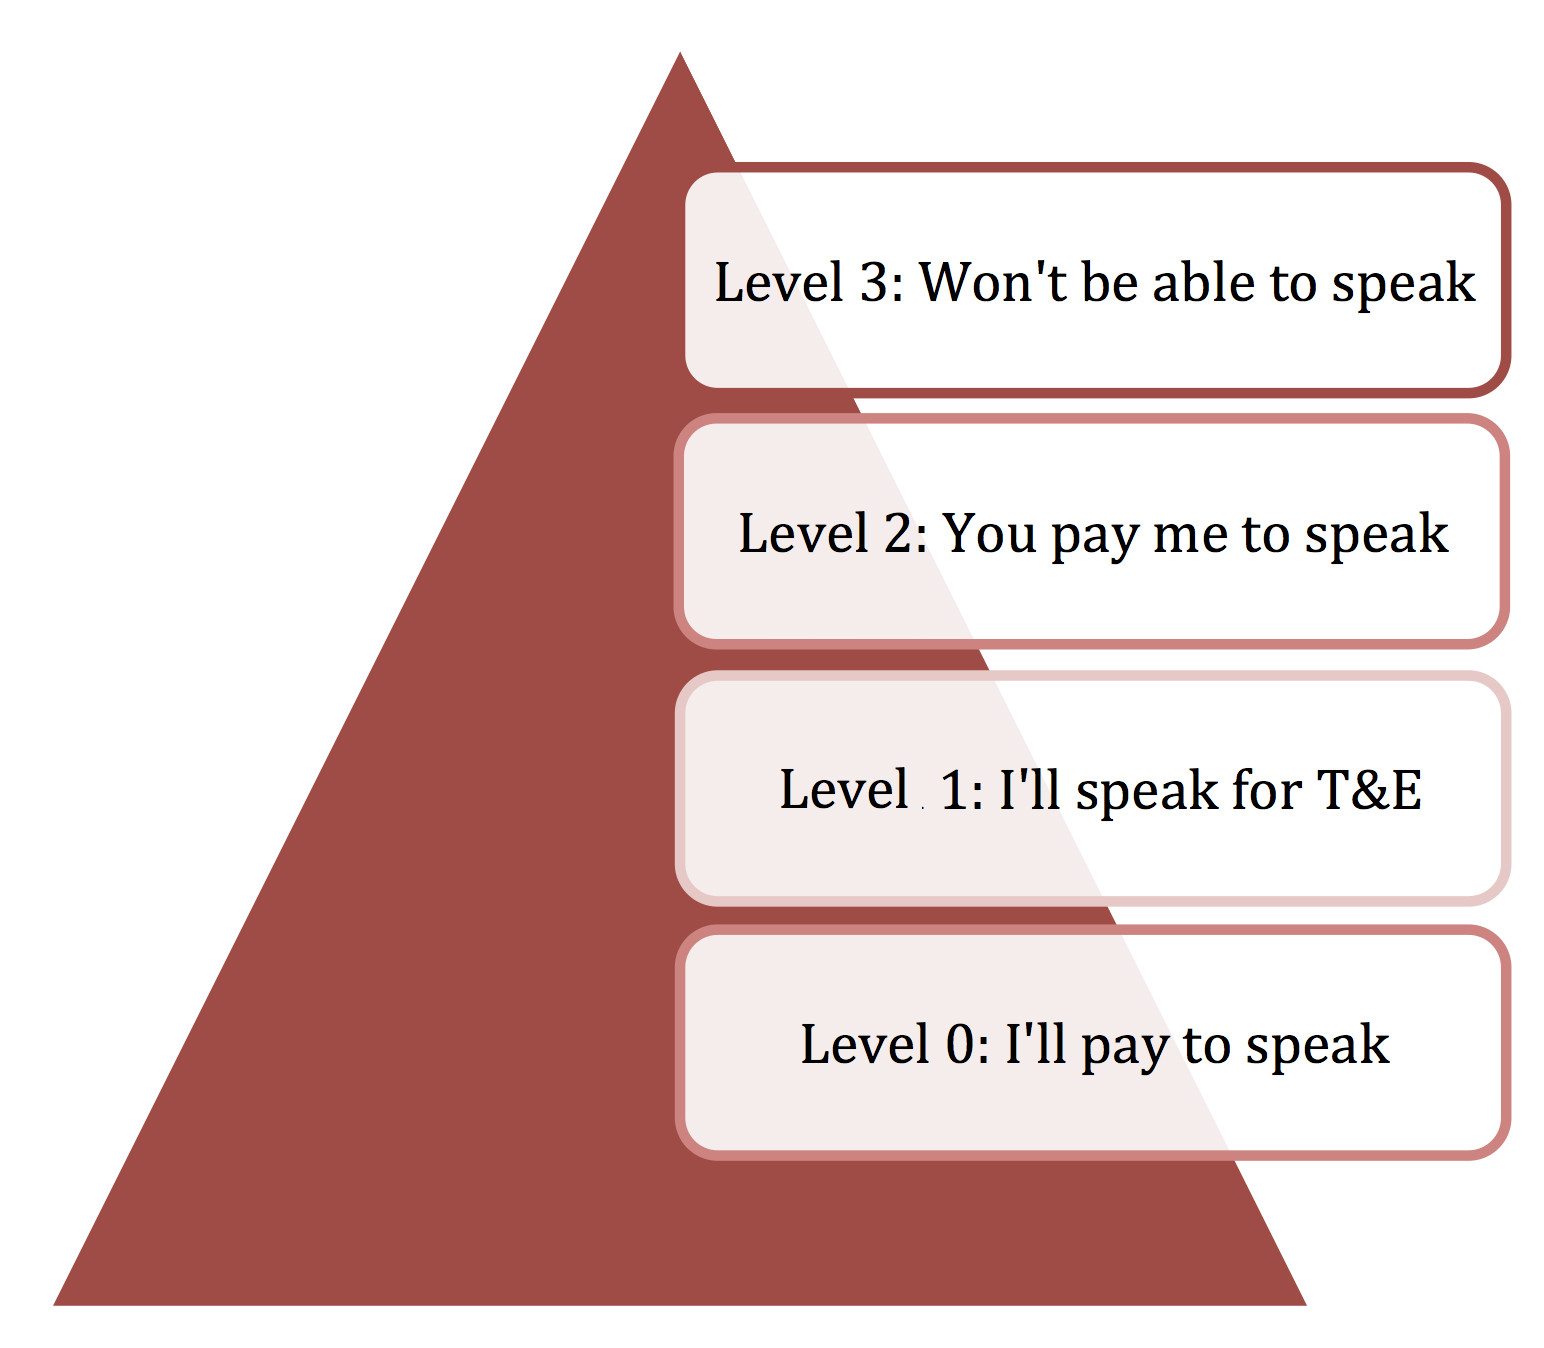 Level 3: Won't be able to speak
Level 2: You pay me to speak
Level . 1: I'll speak for T&E
Level 0: I'll pay to speak